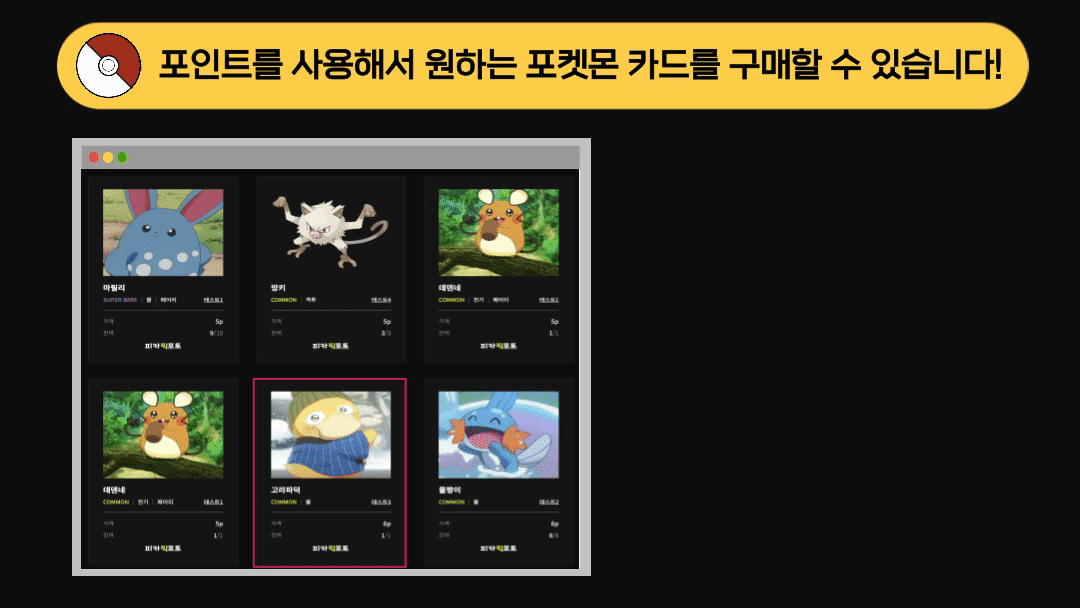 포인트를 사용해서 원하는 포켓몬 카드를 구매할 수 있습니다!
마릴리
SUPER RARE | 물 | 페어리 테스트1
가격 5p
잔여 9/10
피카픽포토
망키
COMMON | 격투 테스트4
가격 5p
잔여 3/3
피카픽포토
데덴네
COMMON | 전기 | 페어리
가격 5p
잔여 1/1
피카픽포토
데덴네
COMMON | 전기 | 페어리 테스트1
가격 5p
잔여 1/1
피카픽포토
고라파덕
COMMON | 물 테스트3
가격 6p
잔여 1/1
피카픽포토
물짱이
COMMON | 물 테스트2
가격 6p
잔여
피카픽포토